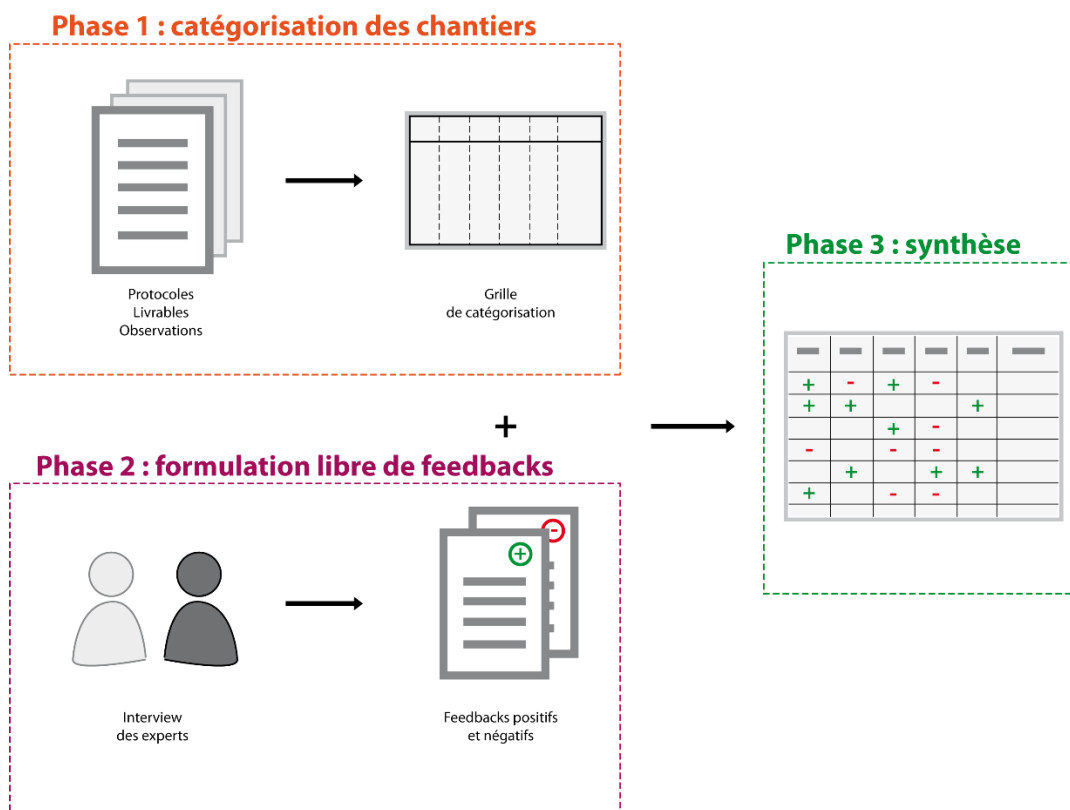 Phase 1 : catégorisation des chantiers
Protocoles
Livrables
Observations
Grille
de catégorisation
+
Phase 2 : formulation libre de feedbacks
+
-
Interview
des experts
Feedbacks positifs
et négatifs
Phase 3 : synthèse
+ - + -
+ + +
+ -
- - -
+ + +
+ - -